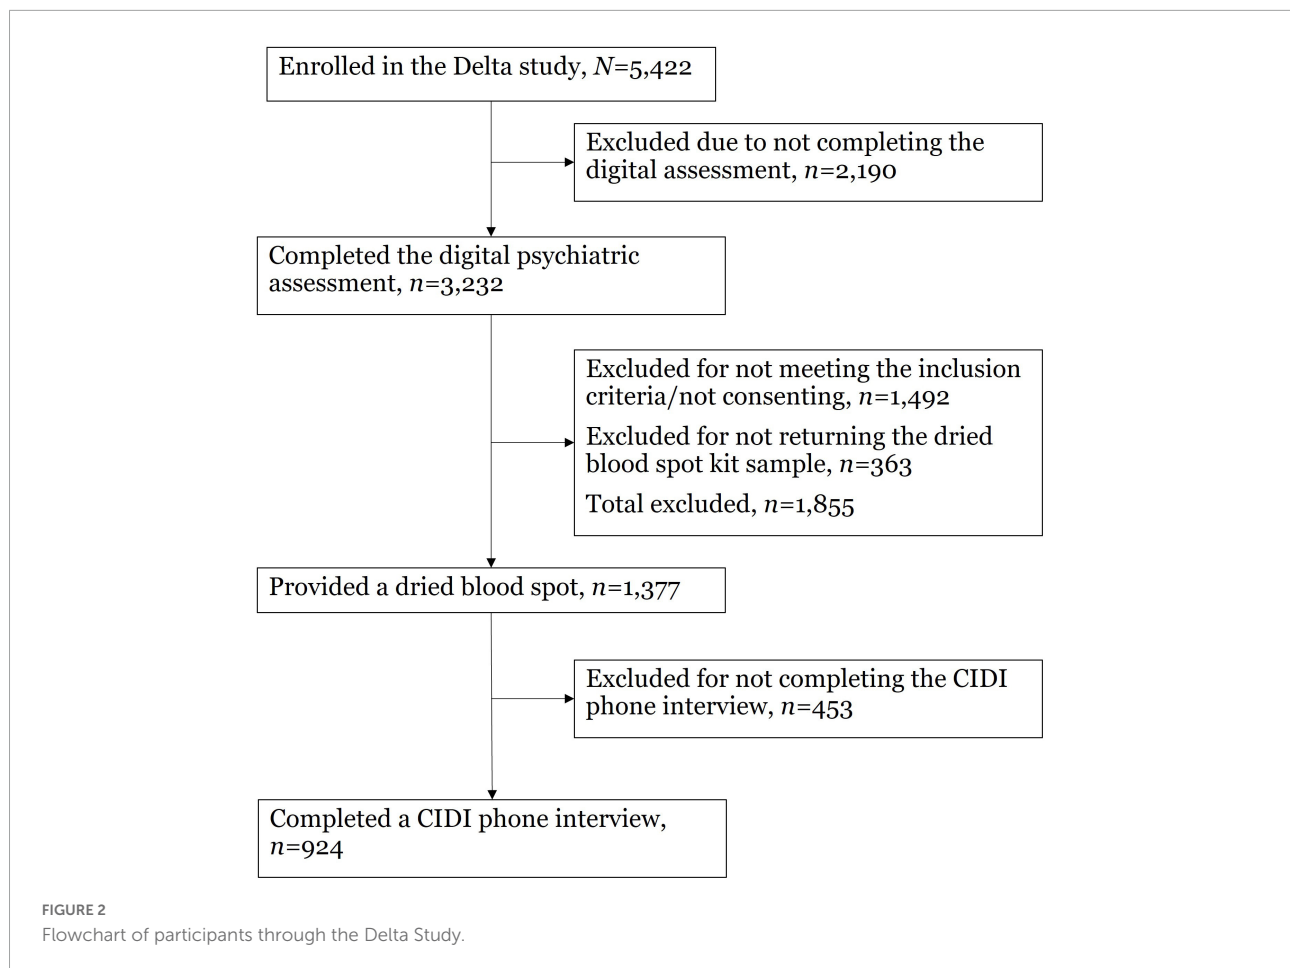 Enrolled in the Delta study, N=5,422
Excluded due to not completing the
digital assessment, n=2,190
Completed the digital psychiatric
assessment, n=3,232
Excluded for not meeting the inclusion
criteria/not consenting, n=1,492
Excluded for not returning the dried
blood spot kit sample, n=363
Total excluded, n=1,855
Provided a dried blood spot, n=1,377
Excluded for not completing the CIDI
phone interview, n=453
Completed a CIDI phone interview,
n=924
FIGURE 2
Flowchart of participants through the Delta Study.